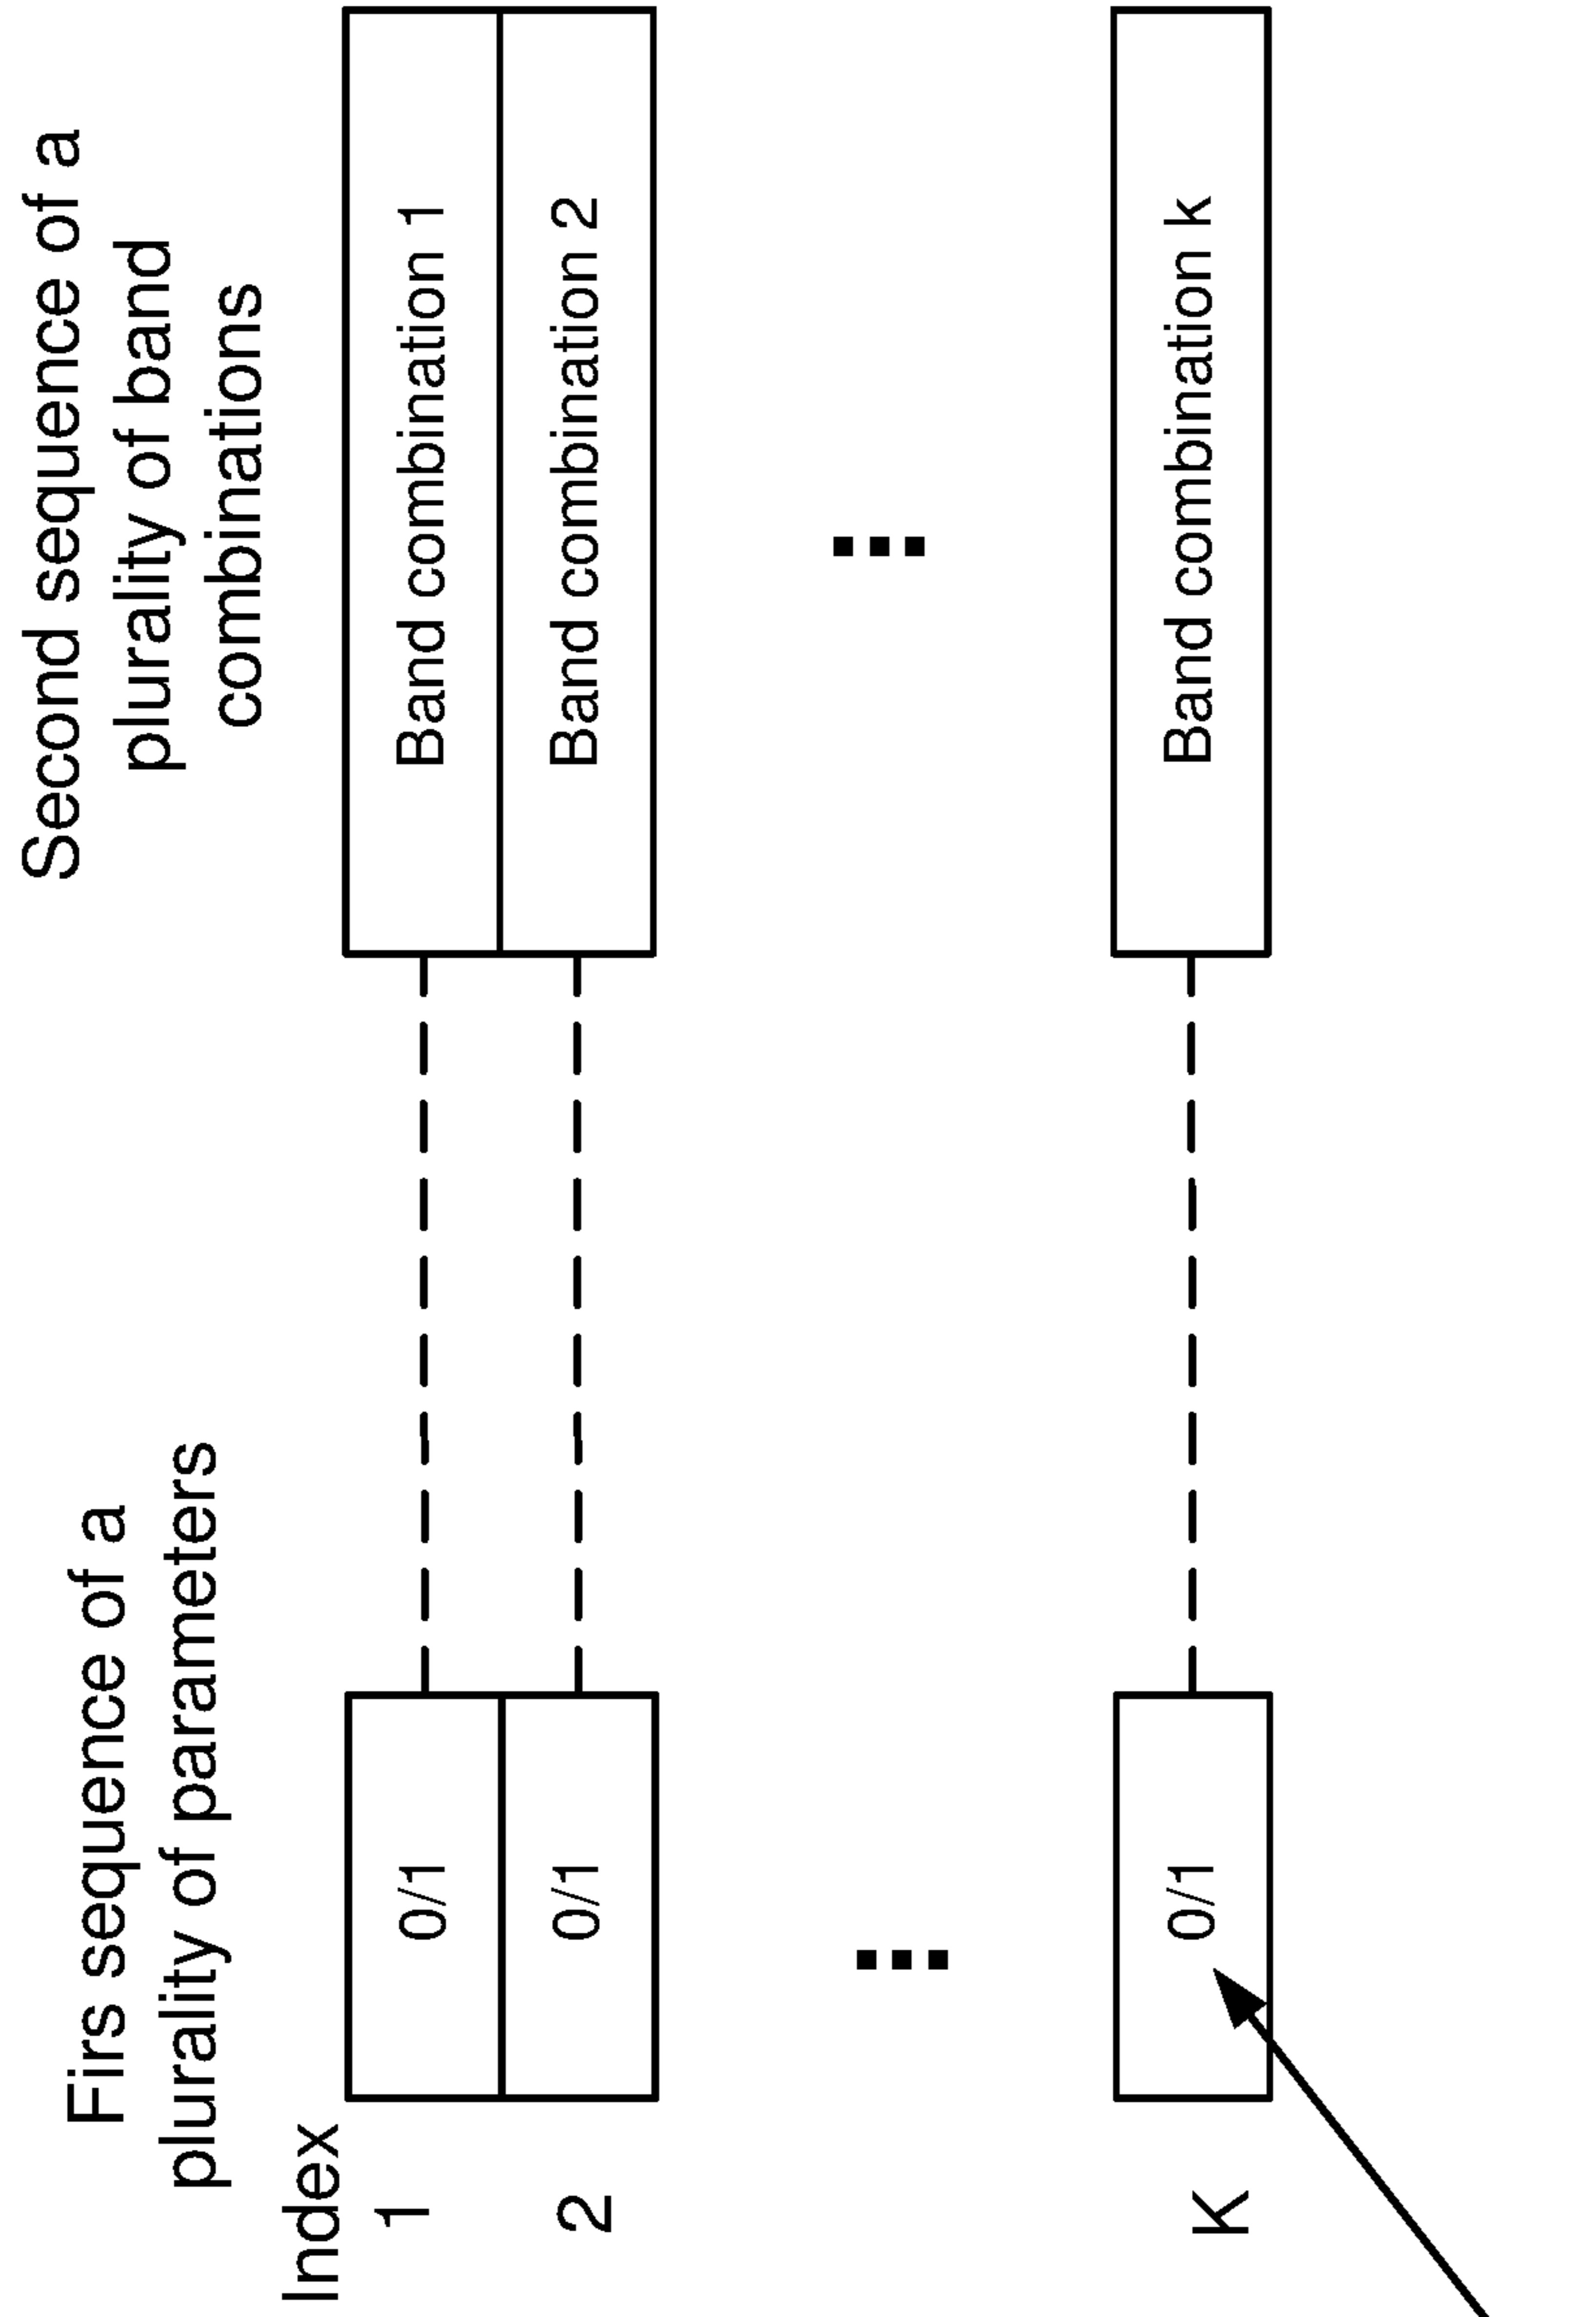 Firs sequence of a
plurality of parameters
Second sequence of a
plurality of band
combinations
Index
1
0/1
Band combination 1
2
0/1
Band combination 2
K
0/1
Band combination k